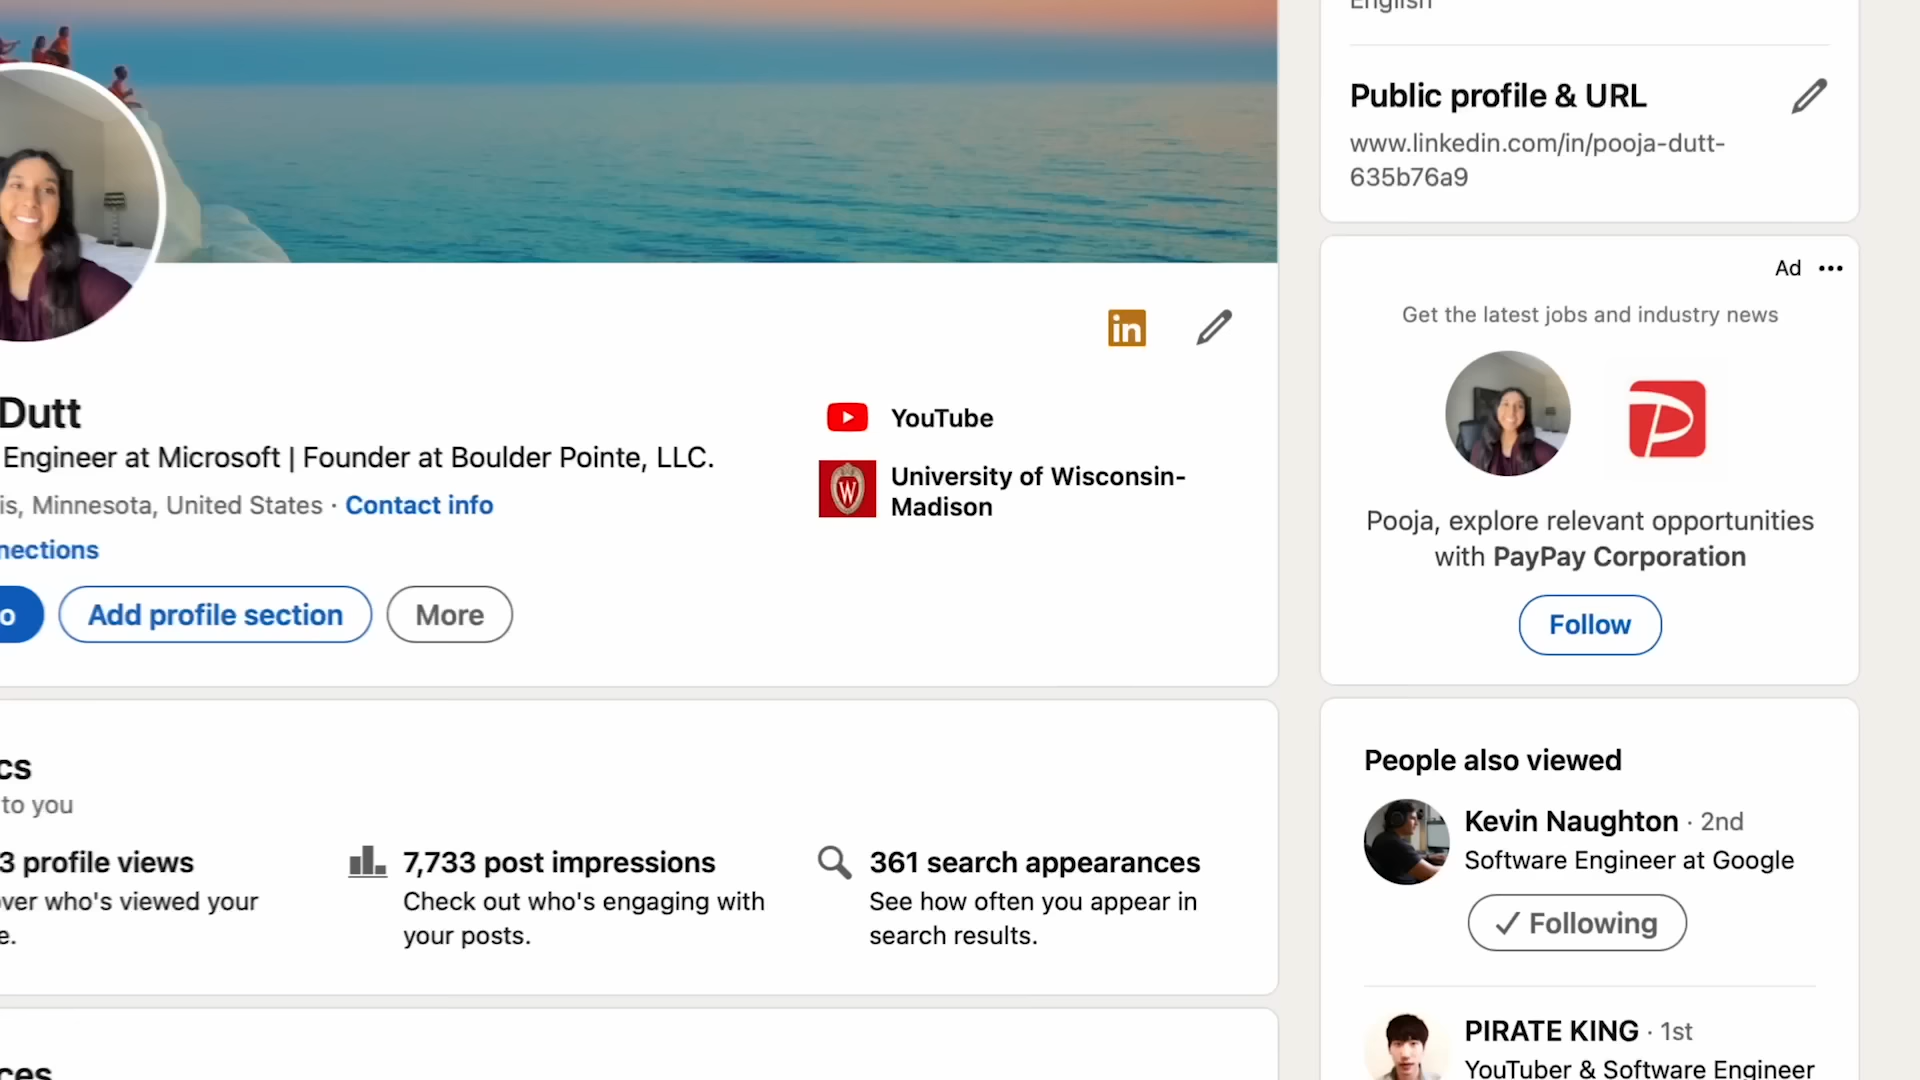 Dutt
Engineer at Microsoft | Founder at Boulder Pointe, LLC.
is, Minnesota, United States · Contact info
nections
o
Add profile section
More
in
YouTube
W
University of Wisconsin-
Madison
cs
to you
3 profile views
ver who's viewed your
e.
7,733 post impressions
Check out who's engaging with
your posts.
361 search appearances
See how often you appear in
search results.
ces
English
Public profile & URL
www.linkedin.com/in/pooja-dutt-
635b76a9
Ad
Get the latest jobs and industry news
Pooja, explore relevant opportunities
with PayPay Corporation
Follow
People also viewed
Kevin Naughton · 2nd
Software Engineer at Google
Following
PIRATE KING · 1st
YouTuber & Software Engineer